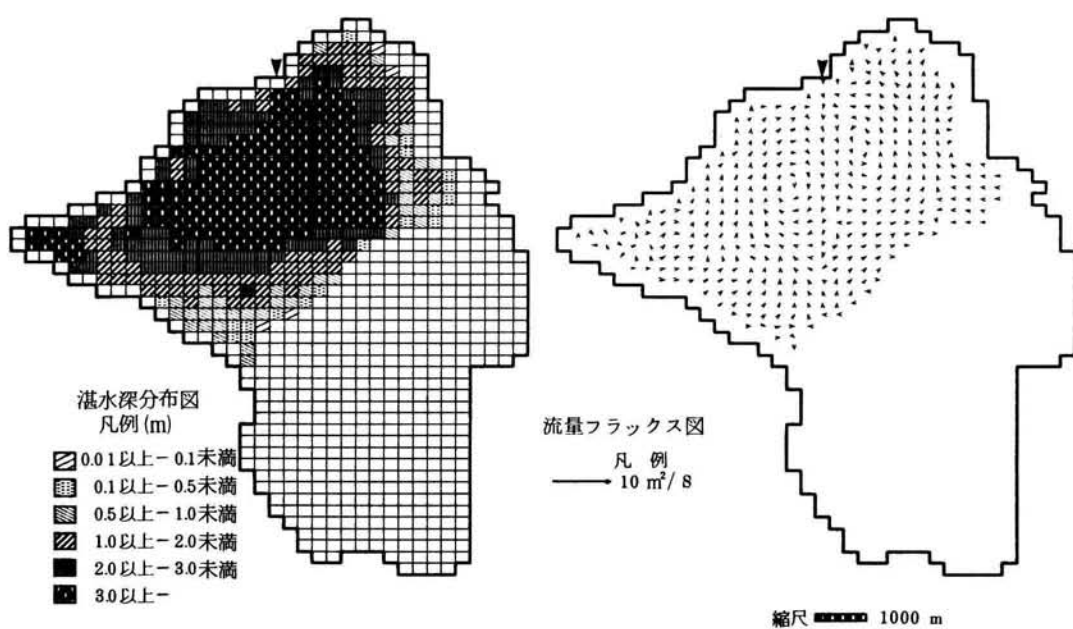 湛水深分布図
凡例(m)
0.01以上－0.1未満
0.1以上－0.5未満
0.5以上－1.0未満
1.0以上－2.0未満
2.0以上－3.0未満
3.0以上－
流量フラックス図
凡 例
10 m²/8
縮尺 1000 m